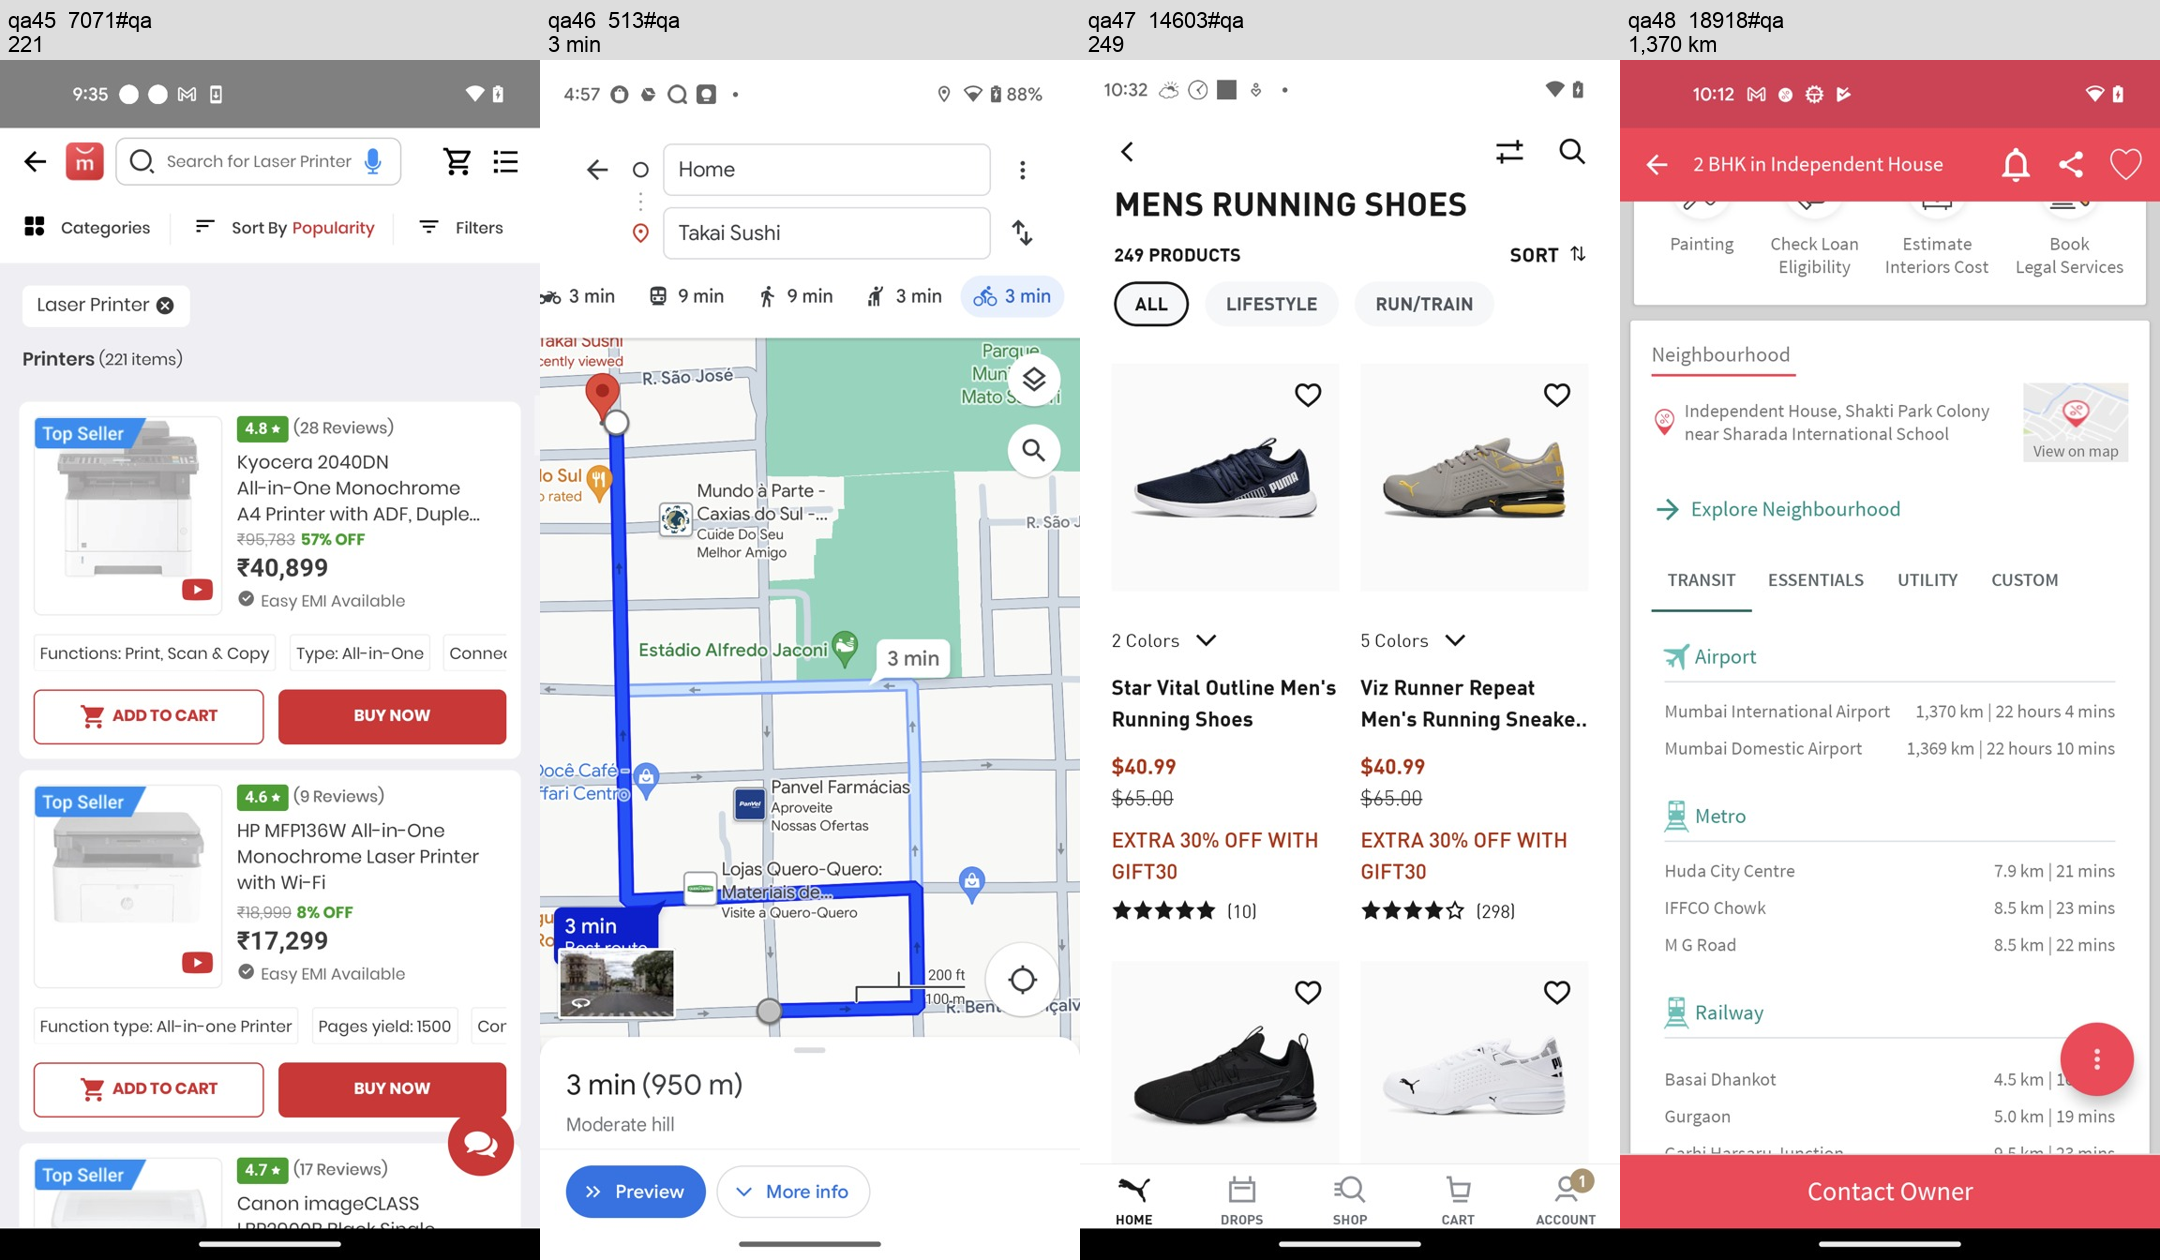 qa45 7071#qa
221
9:35
Search for Laser Printer
Categories
Sort By Popularity
Filters
Laser Printer
Printers (221 items)
Top Seller
4.8 ★ (28 Reviews)
Kyocera 2040DN
All-in-One Monochrome
A4 Printer with ADF, Duple...
₹95,783 57% OFF
₹40,899
Easy EMI Available
Functions: Print, Scan & Copy
Type: All-in-One
ADD TO CART
BUY NOW
Top Seller
4.6 ★ (9 Reviews)
HP MFP136W All-in-One
Monochrome Laser Printer
with Wi-Fi
₹18,999 8% OFF
₹17,299
Easy EMI Available
Function type: All-in-one Printer
Pages yield: 1500
ADD TO CART
BUY NOW
Top Seller
4.7 ★ (17 Reviews)
Canon imageCLASS
qa46 513#qa
3 min
4:57
88%
Home
Takai Sushi
3 min
9 min
9 min
3 min
3 min
Takai Sushi
R. São José
Parque
Mundo à Parte -
Caxias do Sul -...
Cuide Do Seu
Melhor Amigo
Estádio Alfredo Jaconi
3 min
Panvel Farmácias
Aproveite
Nossas Ofertas
Lojas Quero-Quero:
Materiais de...
Visite a Quero-Quero
3 min
Best route
200 ft
100 m
3 min (950 m)
Moderate hill
Preview
More info
qa47 14603#qa
249
10:32
MENS RUNNING SHOES
249 PRODUCTS
SORT
ALL
LIFESTYLE
RUN/TRAIN
2 Colors
5 Colors
Star Vital Outline Men's
Running Shoes
Viz Runner Repeat
Men's Running Sneake..
$40.99
$65.00
$40.99
$65.00
EXTRA 30% OFF WITH
GIFT30
EXTRA 30% OFF WITH
GIFT30
(10)
(298)
HOME
DROPS
SHOP
CART
1
ACCOUNT
qa48 18918#qa
1,370 km
10:12
2 BHK in Independent House
Painting
Check Loan
Eligibility
Estimate
Interiors Cost
Book
Legal Services
Neighbourhood
Independent House, Shakti Park Colony
near Sharada International School
View on map
Explore Neighbourhood
TRANSIT
ESSENTIALS
UTILITY
CUSTOM
Airport
Mumbai International Airport 1,370 km | 22 hours 4 mins
Mumbai Domestic Airport 1,369 km | 22 hours 10 mins
Metro
Huda City Centre 7.9 km | 21 mins
IFFCO Chowk 8.5 km | 23 mins
M G Road 8.5 km | 22 mins
Railway
Basai Dhankot 4.5 km |
Gurgaon 5.0 km | 19 mins
Contact Owner